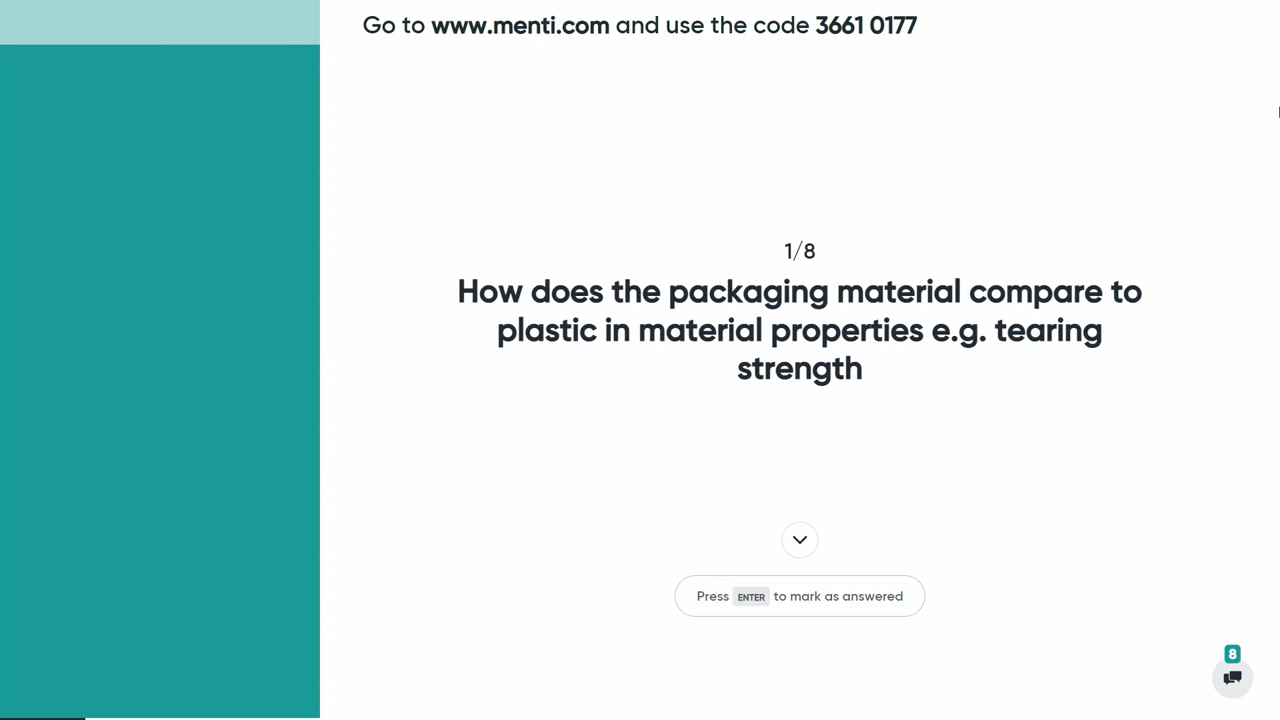 Go to www.menti.com and use the code 3661 0177
1/8
How does the packaging material compare to
plastic in material properties e.g. tearing
strength
Press ENTER to mark as answered
8